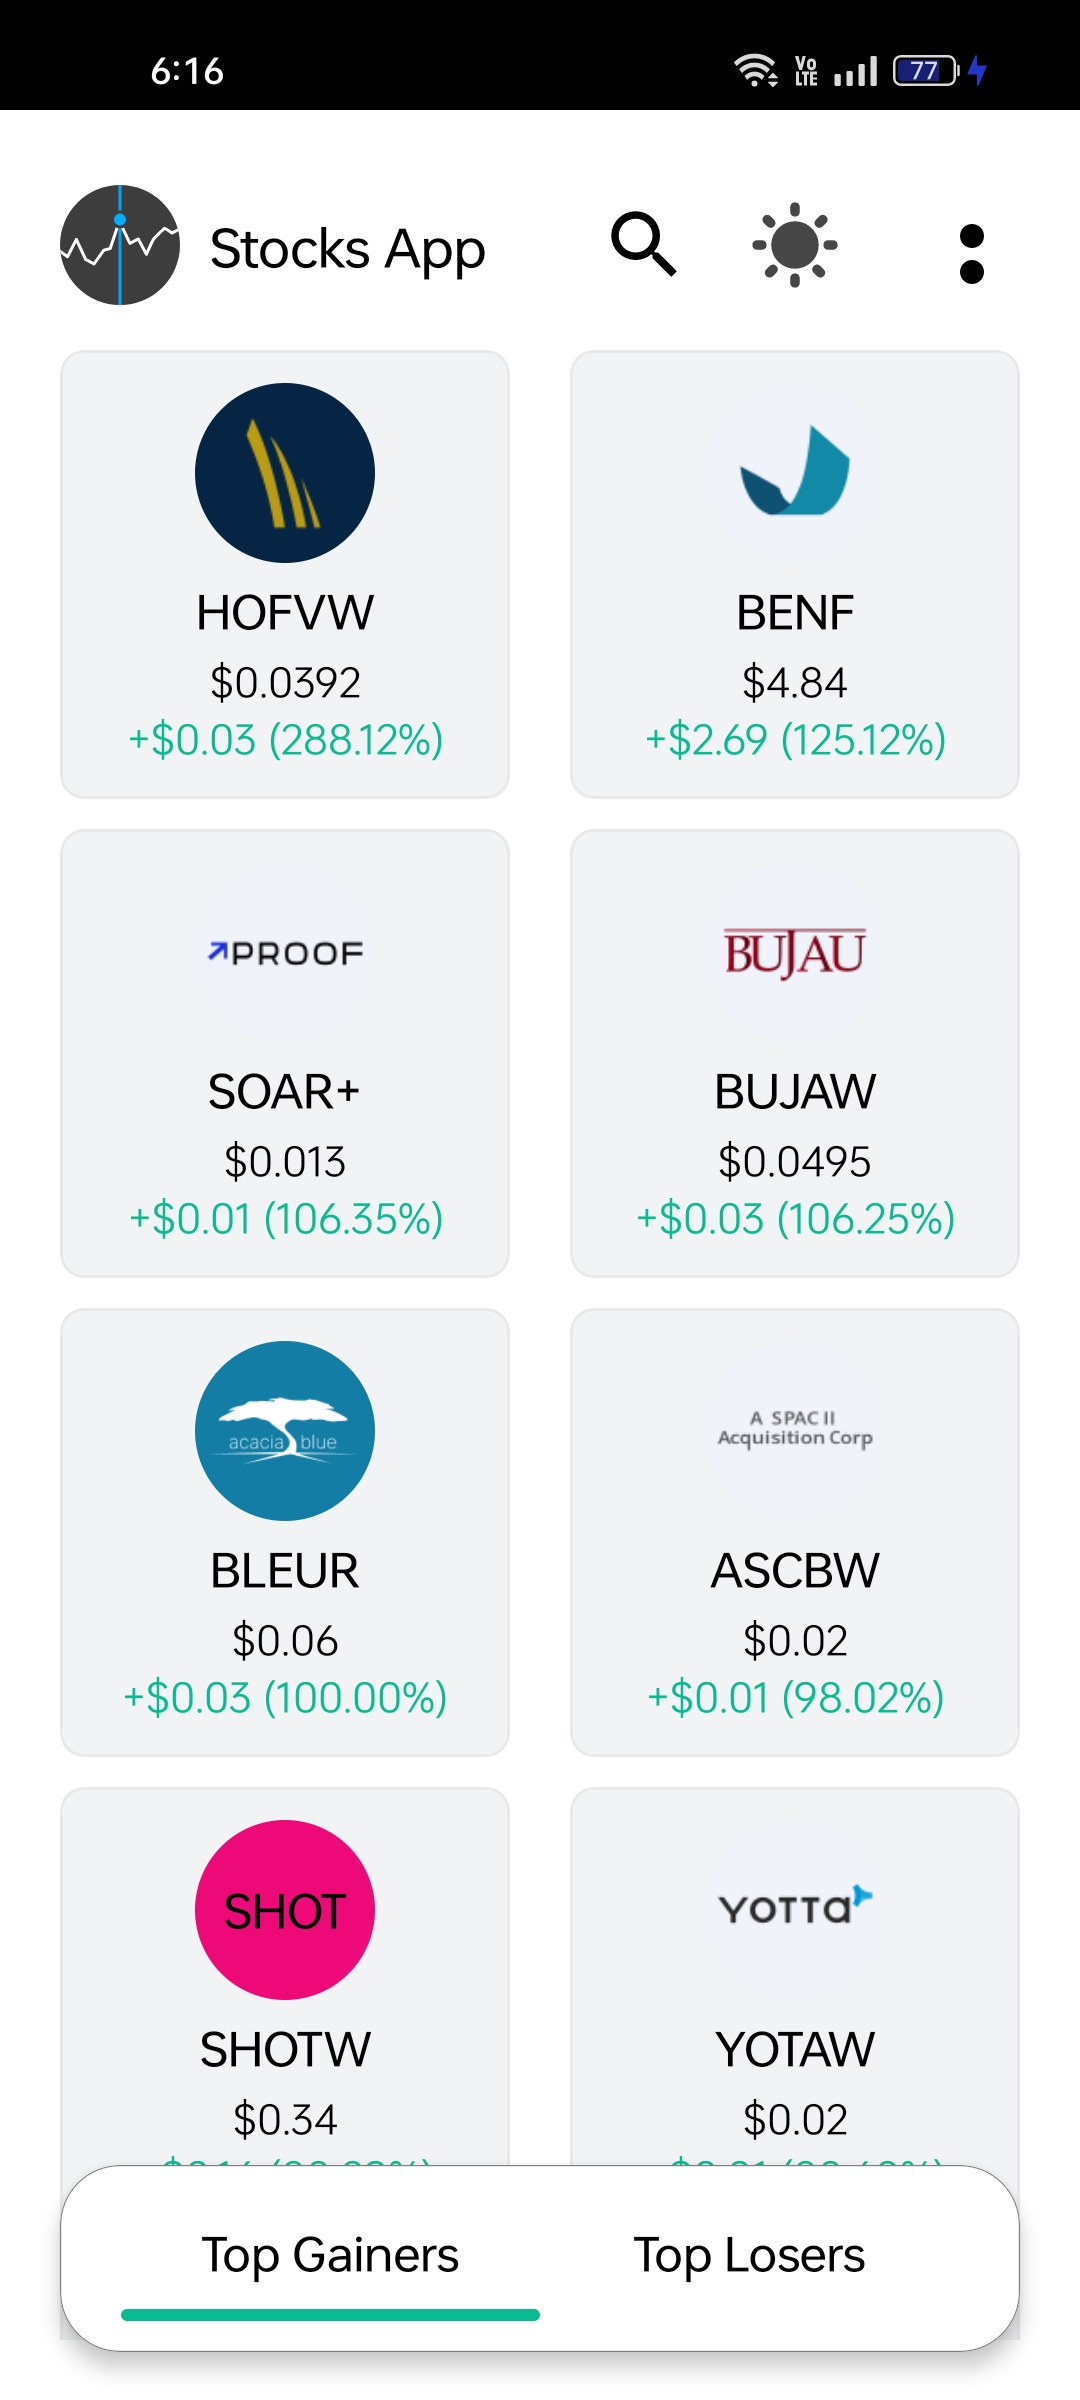 6:16
Vo
LTE
77
Stocks App
HOFVW
$0.0392
+$0.03 (288.12%)
BENF
$4.84
+$2.69 (125.12%)
PROOF
SOAR+
$0.013
+$0.01 (106.35%)
BUJAU
BUJAW
$0.0495
+$0.03 (106.25%)
acacia blue
BLEUR
$0.06
+$0.03 (100.00%)
A SPAC II
Acquisition Corp
ASCBW
$0.02
+$0.01 (98.02%)
SHOT
SHOTW
$0.34
YOTTA
YOTAW
$0.02
Top Gainers
Top Losers